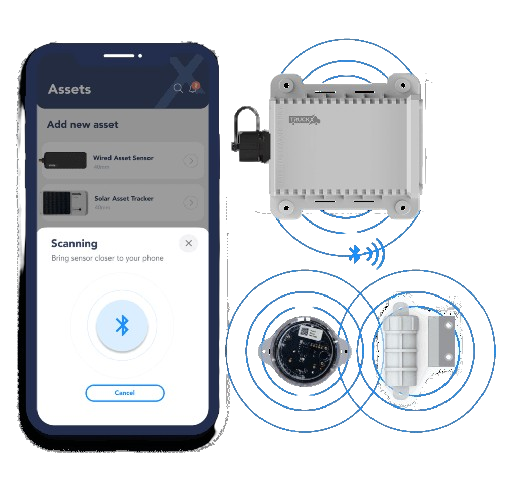 Assets
Add new asset
Wired Asset Sensor
Solar Asset Tracker
Scanning
Bring sensor closer to your phone
Cancel
TRUCKX